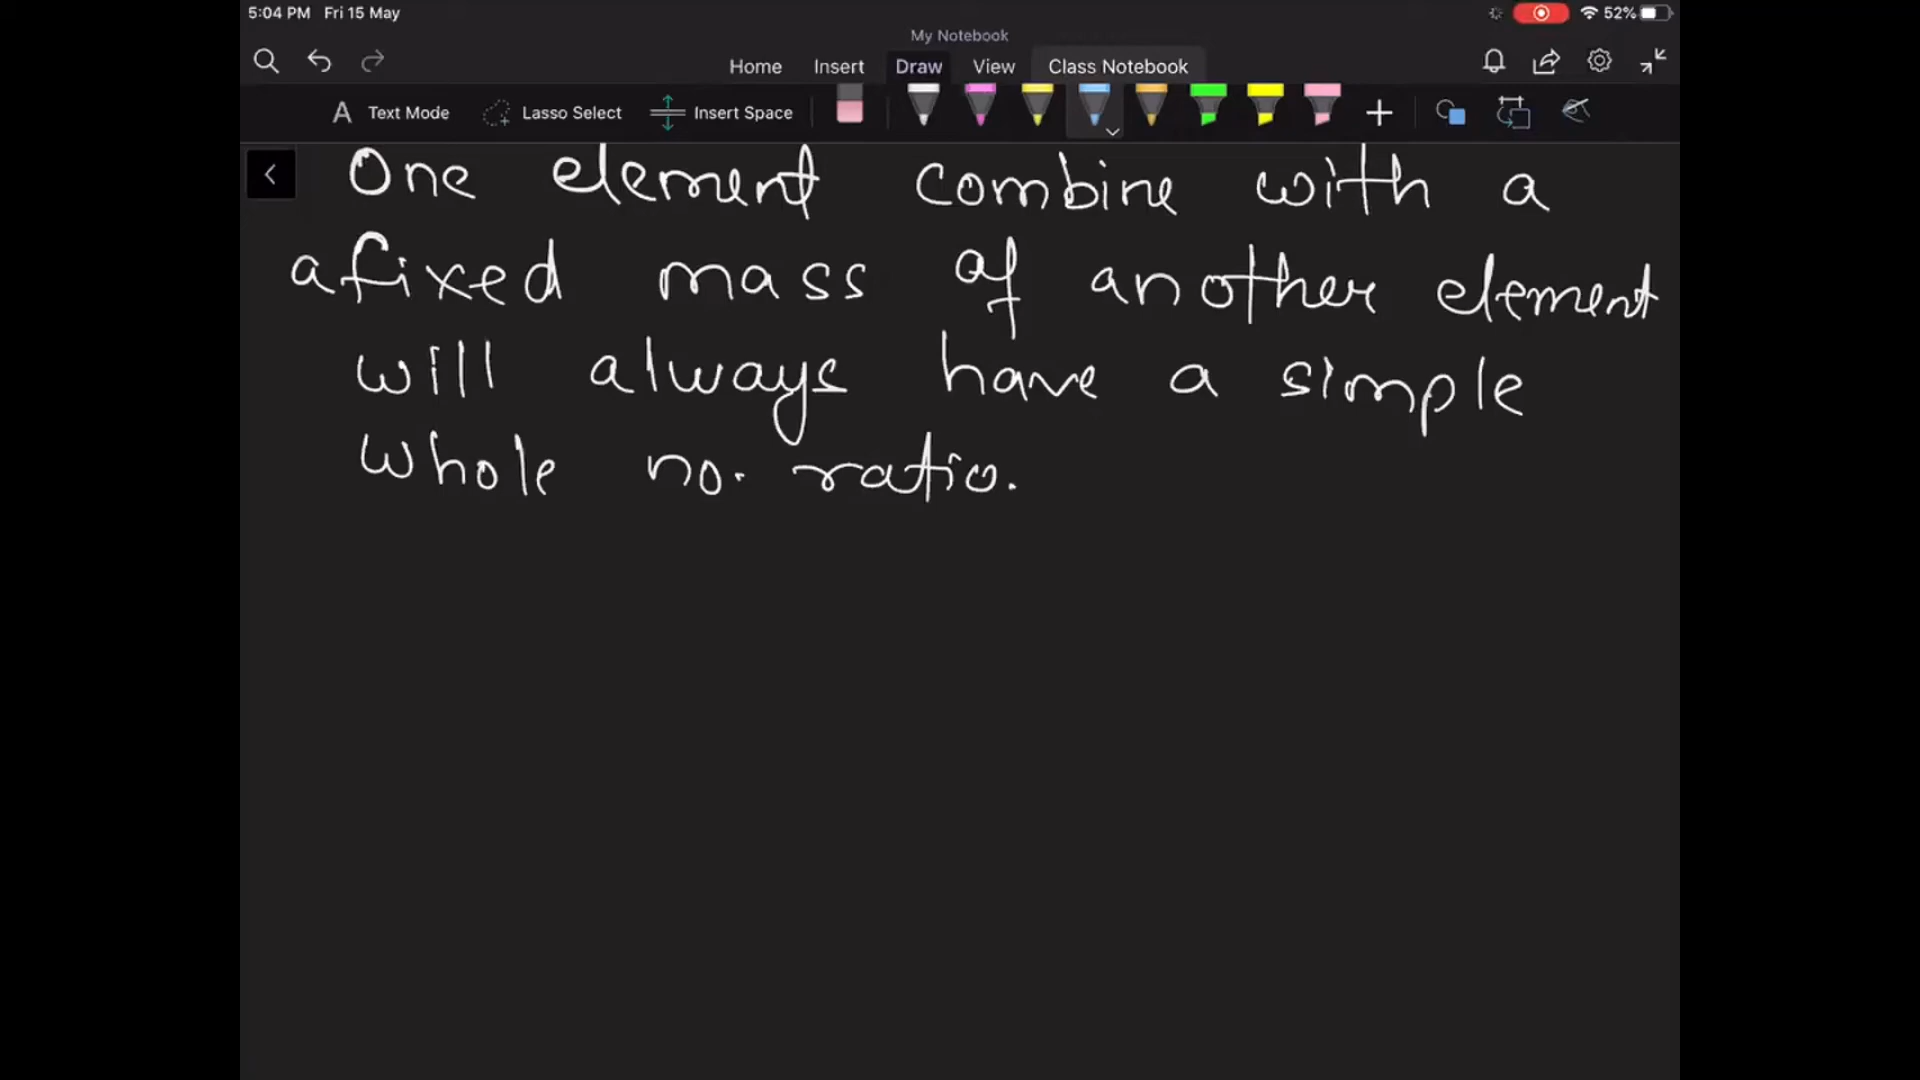 5:04 PM Fri 15 May 52%
My Notebook
Home Insert Draw View Class Notebook
A Text Mode Lasso Select Insert Space
One element combine with a
a fixed mass of another element
will always have a simple
whole no. ratio.